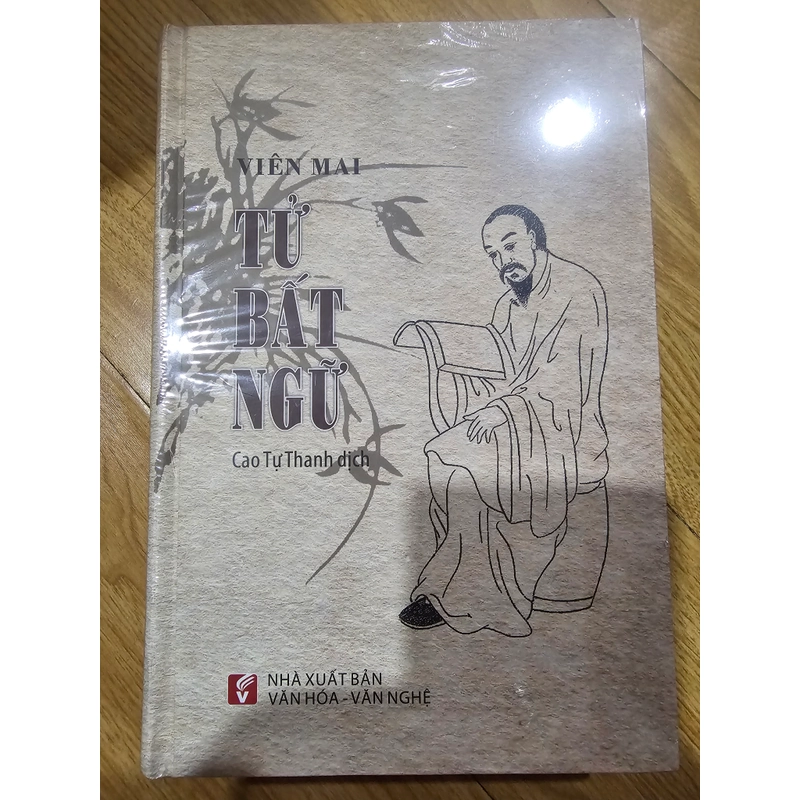 VIÊN MAI
TỬ
BẤT
NGỮ
Cao Tự Thanh dịch
NHÀ XUẤT BẢN
VĂN HÓA - VĂN NGHỆ